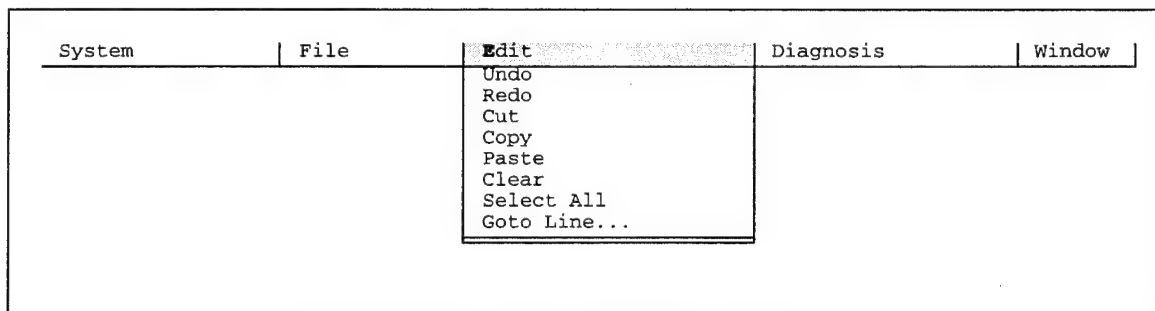 System File Edit Diagnosis Window
Undo
Redo
Cut
Copy
Paste
Clear
Select All
Goto Line...